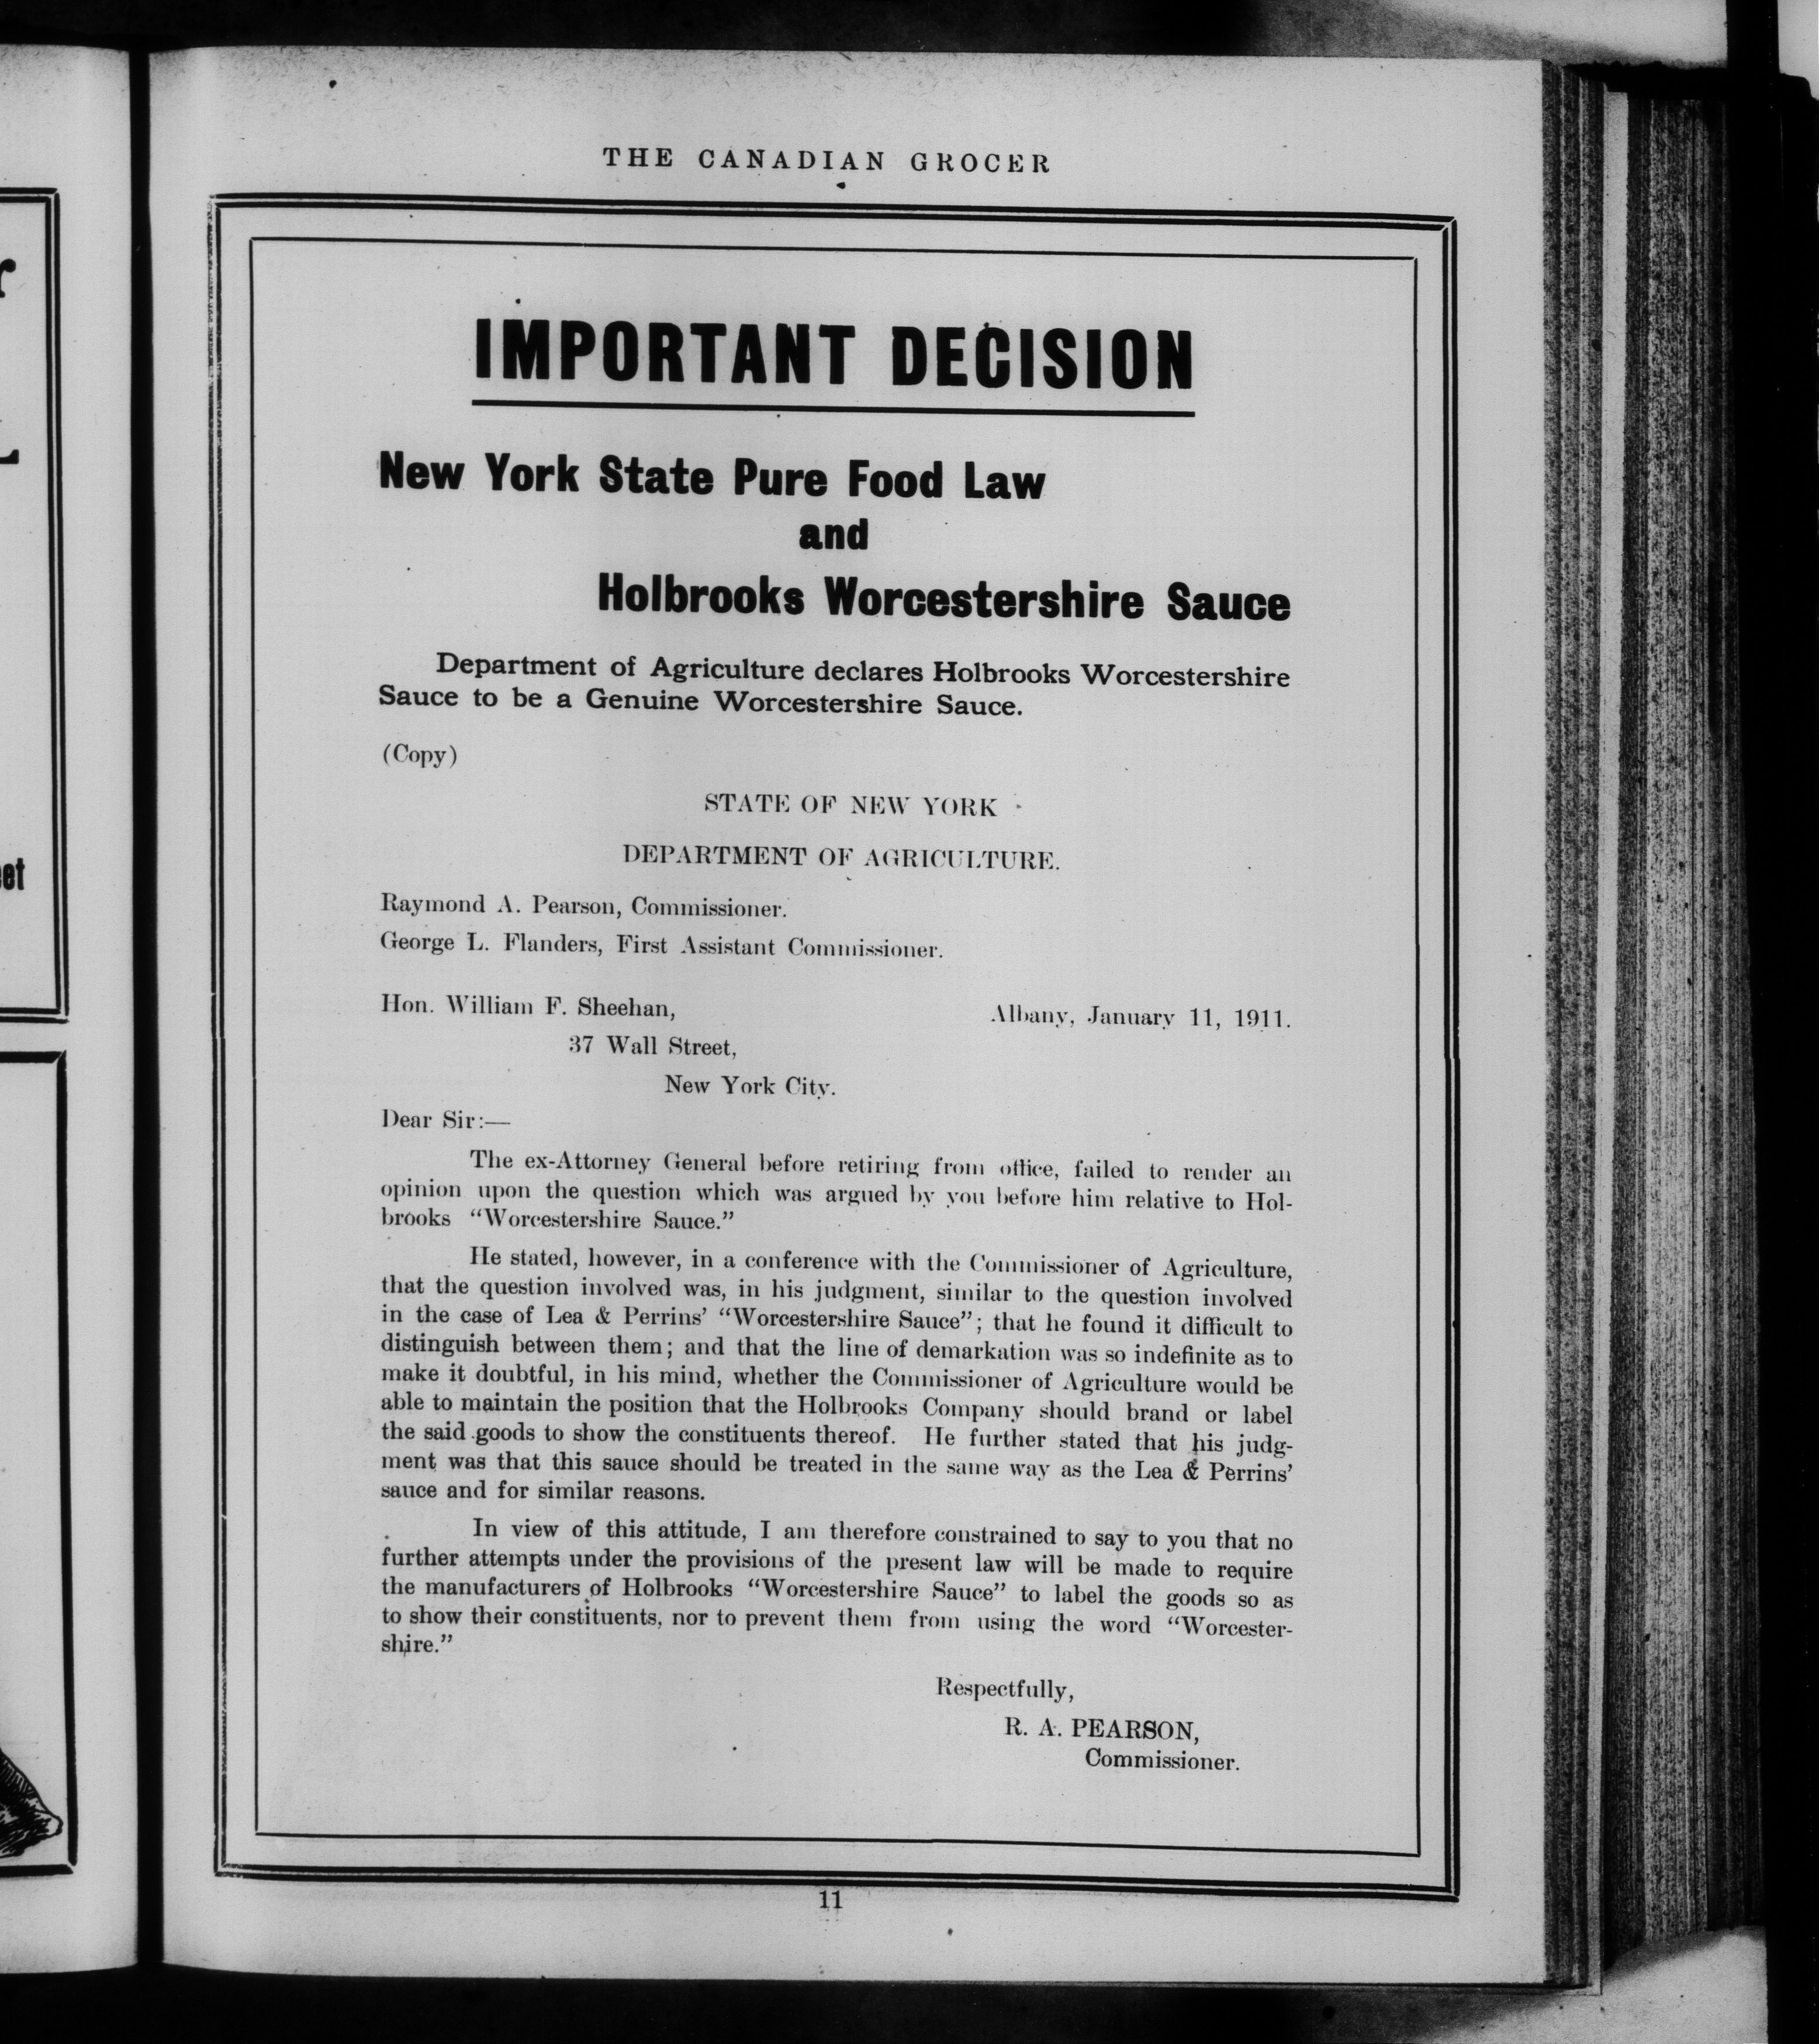 THE CANADIAN GROCER
IMPORTANT DECISION
New York State Pure Food Law
and
Holbrooks Worcestershire Sauce
Department of Agriculture declares Holbrooks Worcestershire
Sauce to be a Genuine Worcestershire Sauce.
(Copy)
STATE OF NEW YORK
DEPARTMENT OF AGRICULTURE.
Raymond A. Pearson, Commissioner.
George L. Flanders, First Assistant Commissioner.
Hon. William F. Sheehan,
Albany, January 11, 1911.
37 Wall Street,
New York City.
Dear Sir:—
The ex-Attorney General before retiring from office, failed to render an
opinion upon the question which was argued by you before him relative to Hol-
brooks “Worcestershire Sauce.”
He stated, however, in a conference with the Commissioner of Agriculture,
that the question involved was, in his judgment, similar to the question involved
in the case of Lea & Perrins’ “Worcestershire Sauce”; that he found it difficult to
distinguish between them; and that the line of demarkation was so indefinite as to
make it doubtful, in his mind, whether the Commissioner of Agriculture would be
able to maintain the position that the Holbrooks Company should brand or label
the said goods to show the constituents thereof. He further stated that his judg-
ment was that this sauce should be treated in the same way as the Lea & Perrins’
sauce and for similar reasons.
In view of this attitude, I am therefore constrained to say to you that no
further attempts under the provisions of the present law will be made to require
the manufacturers of Holbrooks “Worcestershire Sauce” to label the goods so as
to show their constituents, nor to prevent them from using the word “Worcester-
shire.”
Respectfully,
R. A. PEARSON,
Commissioner.
11